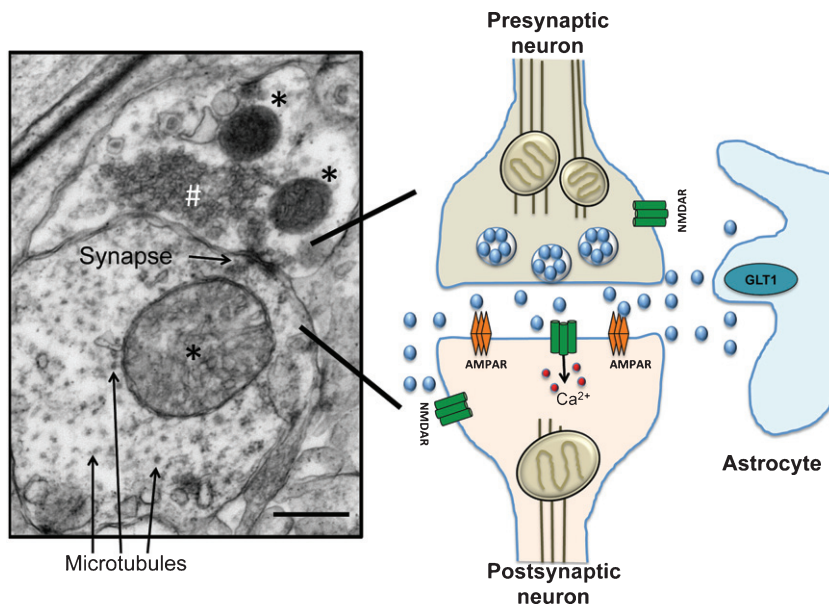 Presynaptic
neuron
*
*
#
NMDAR
Synapse
GLT1
*
AMPAR
AMPAR
Ca²⁺
NMDAR
Astrocyte
Microtubules
Postsynaptic
neuron